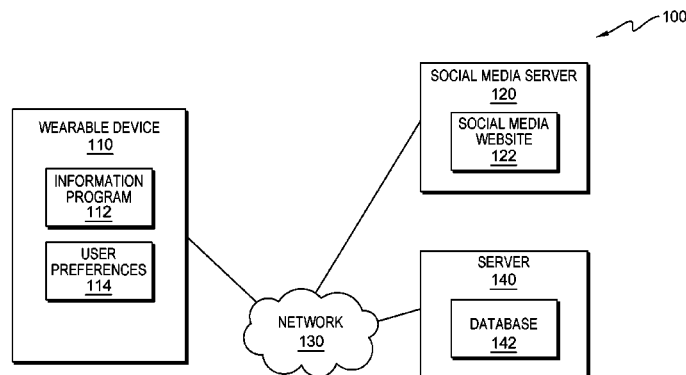 100
SOCIAL MEDIA SERVER
120
SOCIAL MEDIA
WEBSITE
122
WEARABLE DEVICE
110
INFORMATION
PROGRAM
112
USER
PREFERENCES
114
NETWORK
130
SERVER
140
DATABASE
142